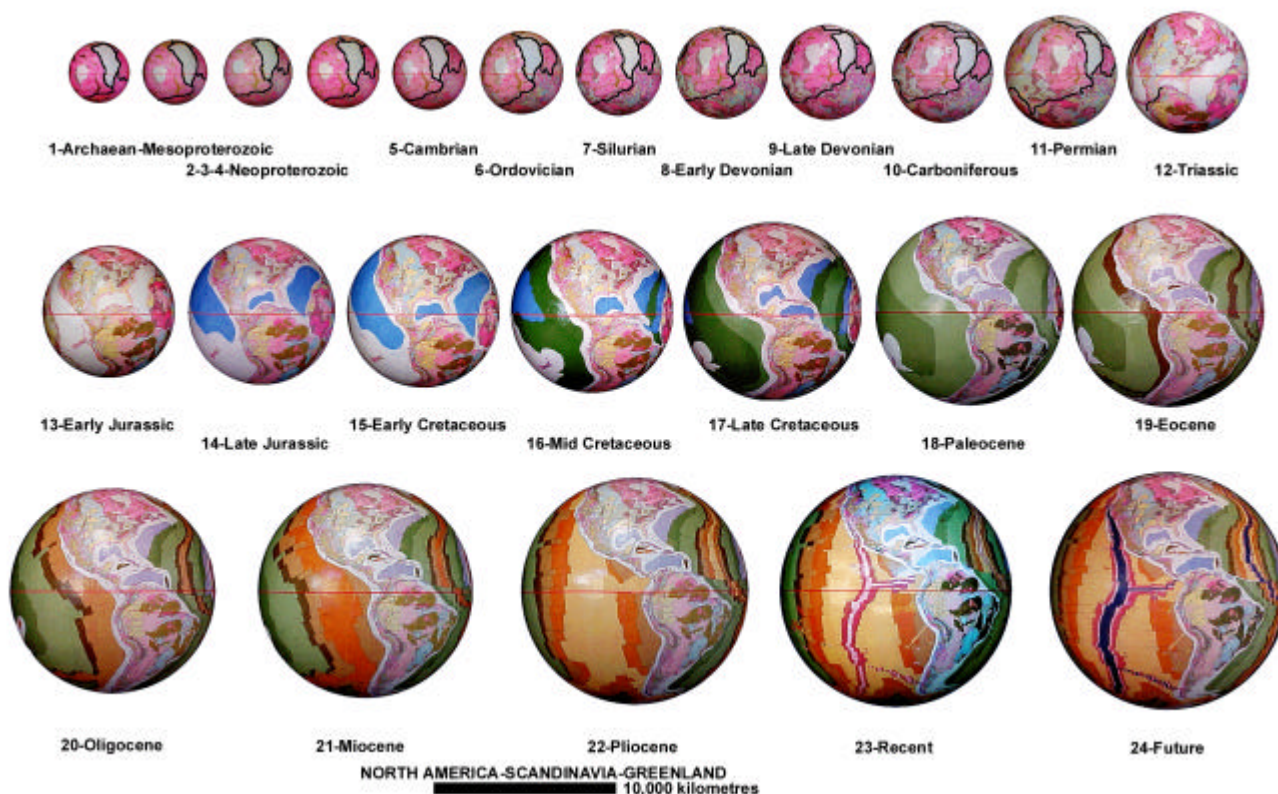 1-Archaean-Mesoproterozoic
2-3-4-Neoproterozoic
5-Cambrian
6-Ordovician
7-Silurian
8-Early Devonian
9-Late Devonian
10-Carboniferous
11-Permian
12-Triassic
13-Early Jurassic
14-Late Jurassic
15-Early Cretaceous
16-Mid Cretaceous
17-Late Cretaceous
18-Paleocene
19-Eocene
20-Oligocene
21-Miocene
22-Pliocene
23-Recent
24-Future
NORTH AMERICA-SCANDINAVIA-GREENLAND
10,000 kilometres